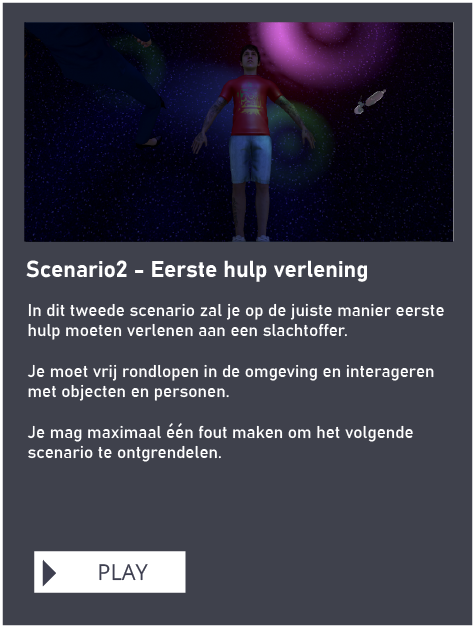 Scenario2 - Eerste hulp verlening
In dit tweede scenario zal je op de juiste manier eerste
hulp moeten verlenen aan een slachtoffer.
Je moet vrij rondlopen in de omgeving en interageren
met objecten en personen.
Je mag maximaal één fout maken om het volgende
scenario te ontgrendelen.
PLAY